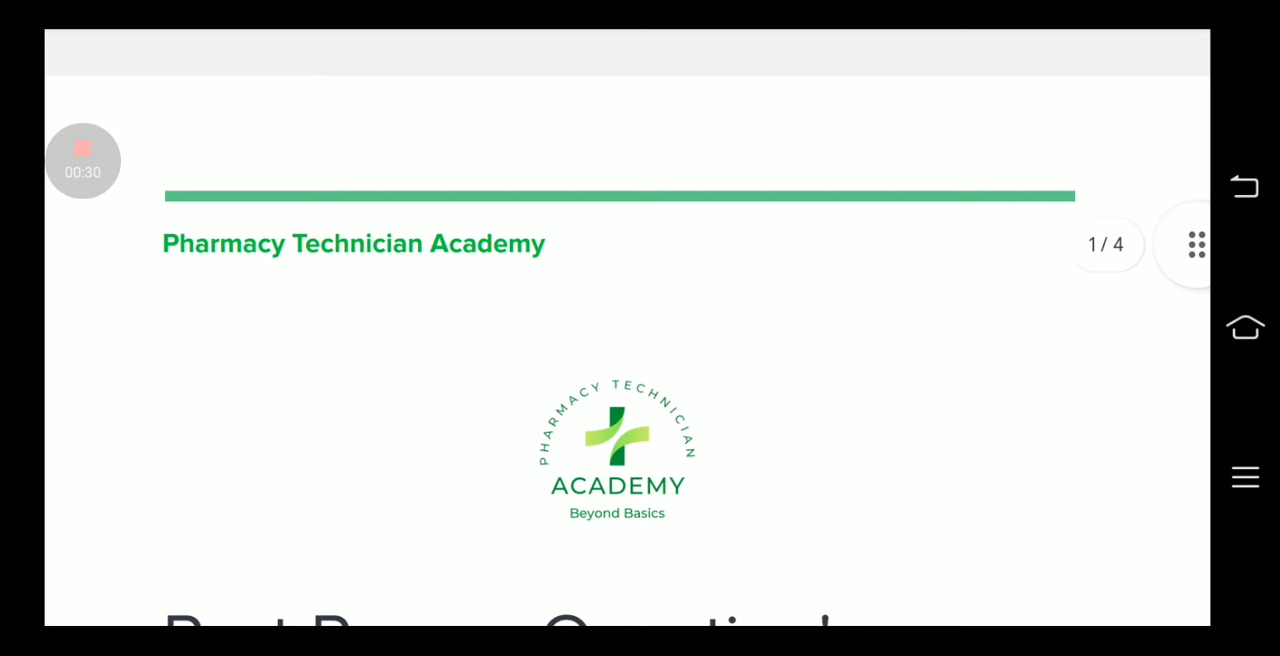 00:30
Pharmacy Technician Academy
1 / 4
PHARMACY TECHNICIAN
ACADEMY
Beyond Basics